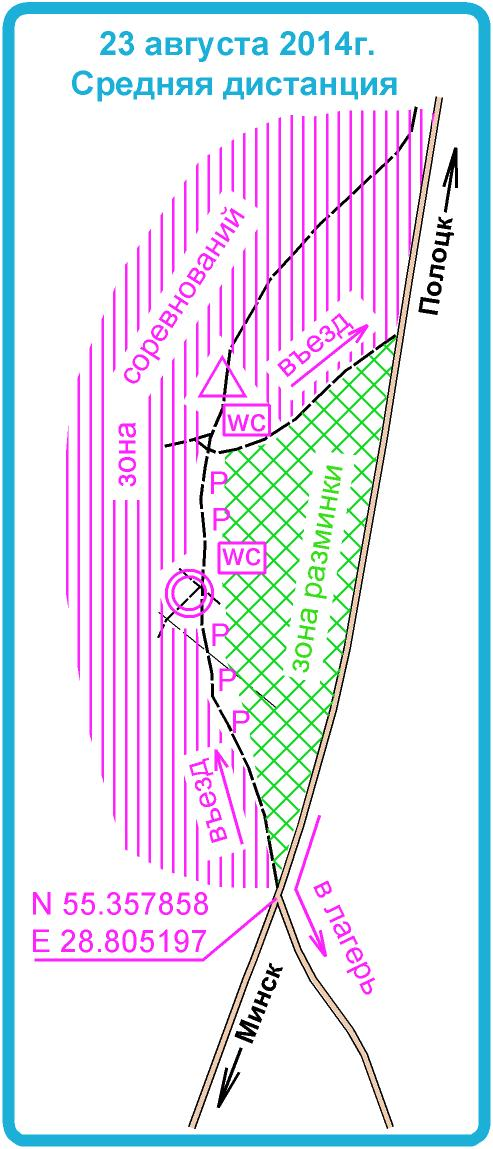 23 августа 2014г.
Средняя дистанция
Полоцк
соревнований
въезд
WC
зона
P
P
WC
зона разминки
P
P
P
въезд
N 55.357858
E 28.805197
в лагерь
Минск